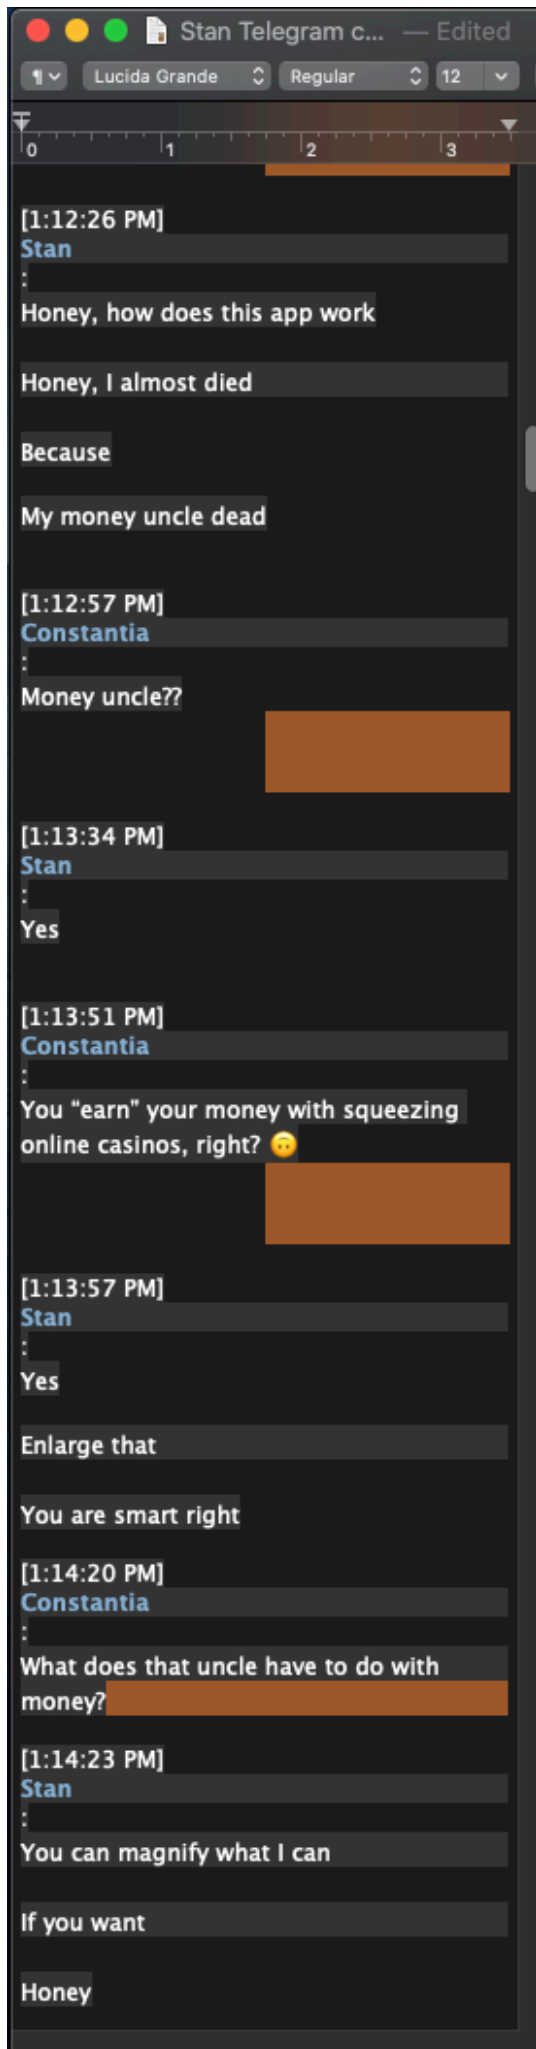 Stan Telegram c... — Edited
¶ Lucida Grande Regular 12
0 1 2 3
[1:12:26 PM]
Stan
:
Honey, how does this app work
Honey, I almost died
Because
My money uncle dead
[1:12:57 PM]
Constantia
:
Money uncle??
[1:13:34 PM]
Stan
:
Yes
[1:13:51 PM]
Constantia
:
You “earn” your money with squeezing
online casinos, right? 🙃
[1:13:57 PM]
Stan
:
Yes
Enlarge that
You are smart right
[1:14:20 PM]
Constantia
:
What does that uncle have to do with
money?
[1:14:23 PM]
Stan
:
You can magnify what I can
If you want
Honey